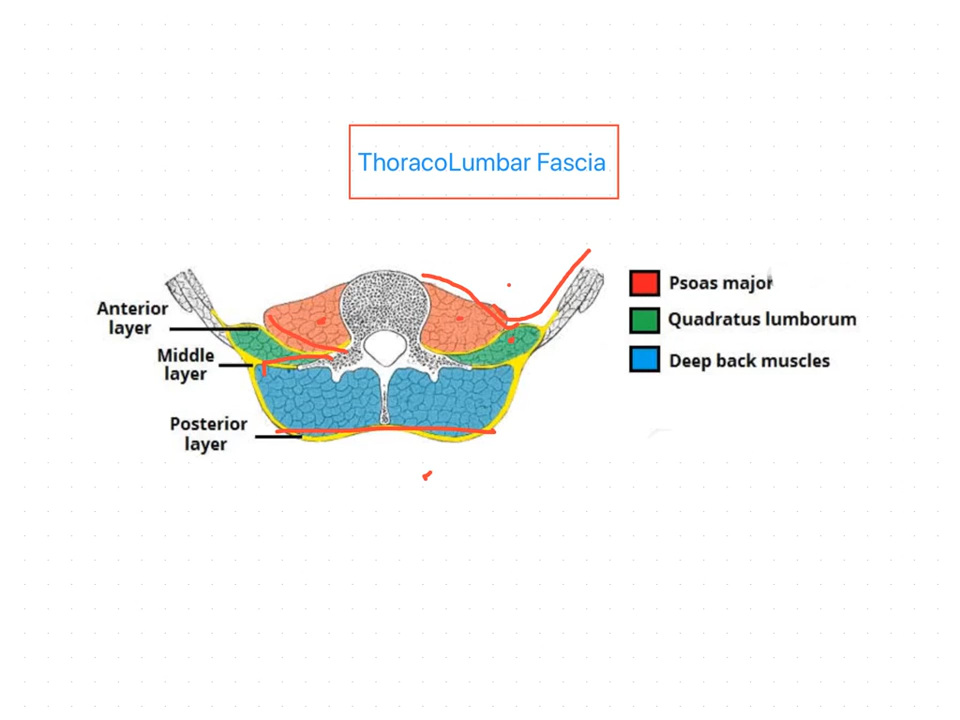 ThoracoLumbar Fascia
Anterior
layer
Middle
layer
Posterior
layer
Psoas major
Quadratus lumborum
Deep back muscles